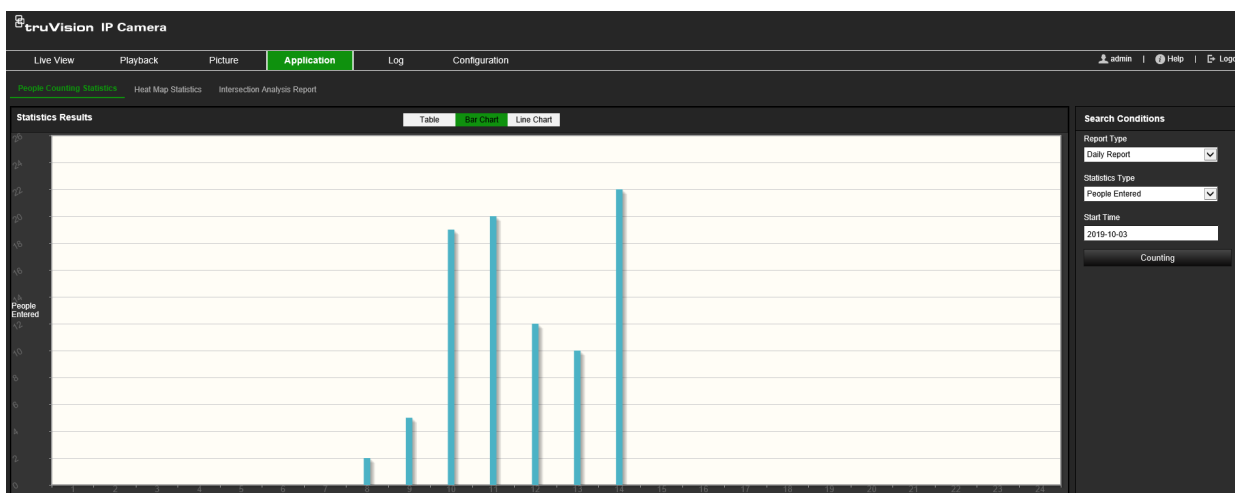 truVision IP Camera
Live View Playback Picture Application Log Configuration admin | Help | Logo
People Counting Statistics Heat Map Statistics Intersection Analysis Report
Statistics Results Table Bar Chart Line Chart
Search Conditions
Report Type
Daily Report
Statistics Type
People Entered
Start Time
2019-10-03
Counting
26
24
22
20
18
16
14
People
Entered
12
10
8
6
4
2
0
1 2 3 4 5 6 7 8 9 10 11 12 13 14 15 16 17 18 19 20 21 22 23 24